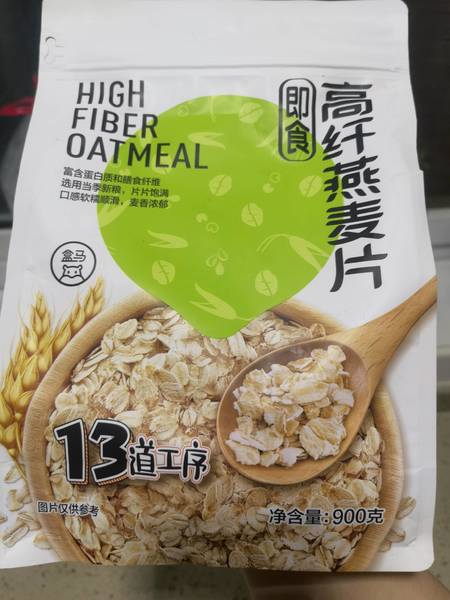 HIGH
FIBER
OATMEAL
富含蛋白质和膳食纤维
选用当季新粮，片片饱满
口感软糯顺滑，麦香浓郁
盒马
即食
高纤燕麦片
13道工序
图片仅供参考
净含量:900克